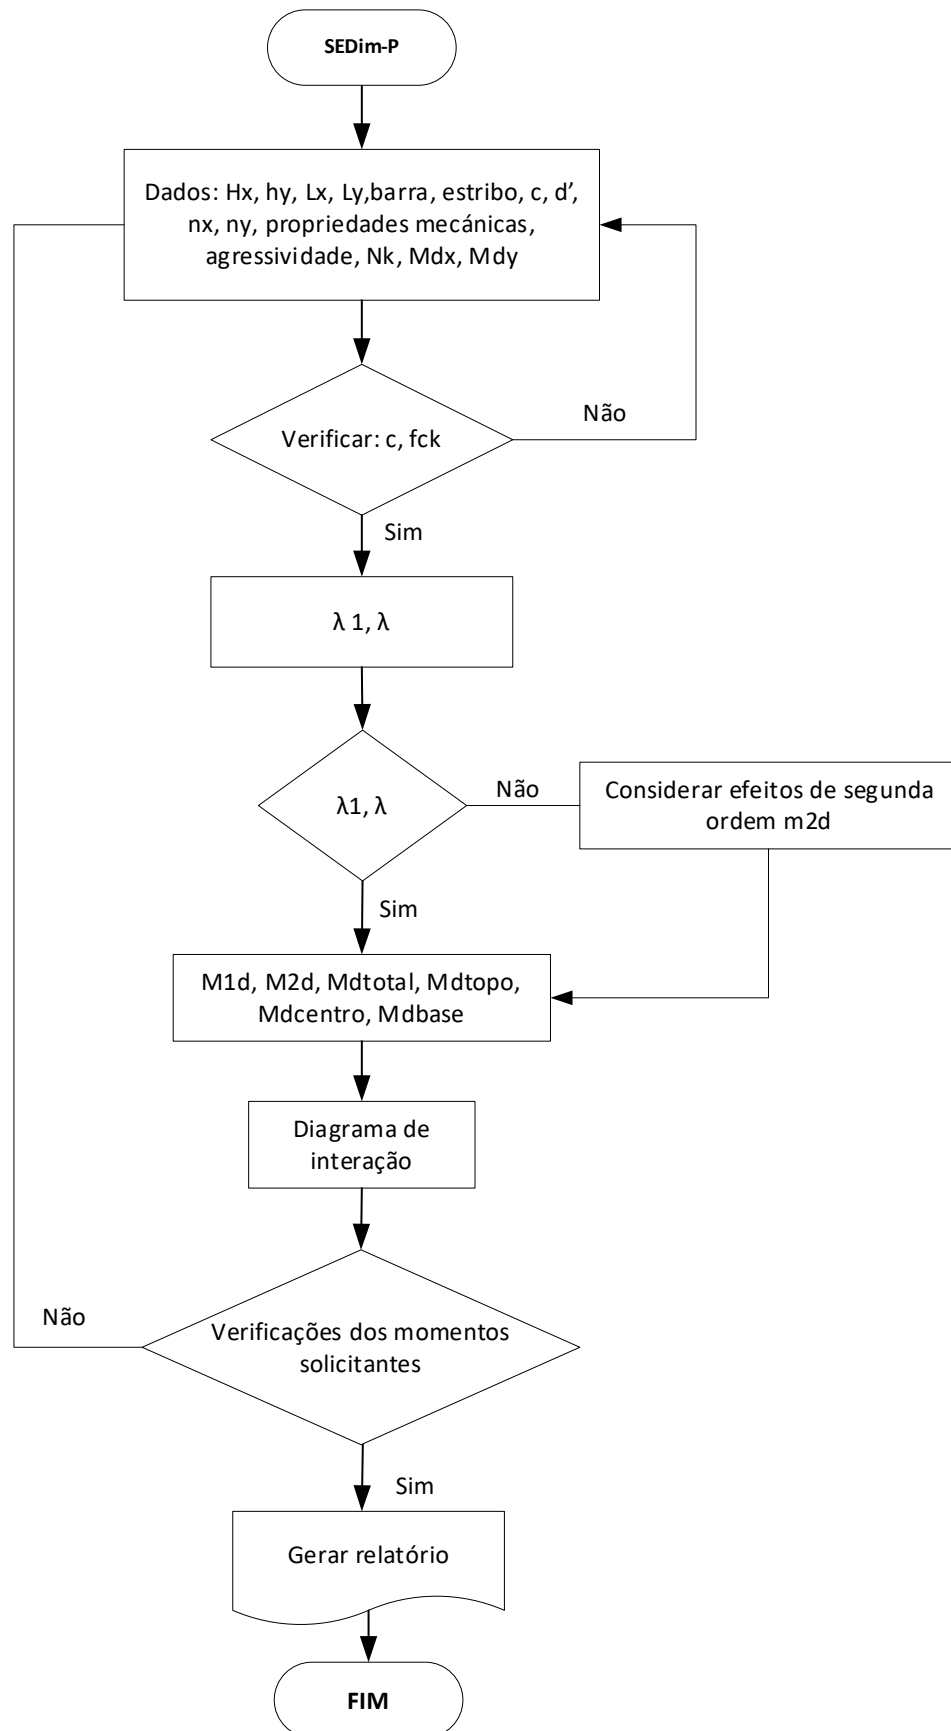 SEDim-P
Dados: Hx, hy, Lx, Ly,barra, estribo, c, d’,
nx, ny, propriedades mecánicas,
agressividade, Nk, Mdx, Mdy
Não
Verificar: c, fck
Sim
λ 1, λ
λ1, λ
Não
Considerar efeitos de segunda
ordem m2d
Sim
M1d, M2d, Mdtotal, Mdtopo,
Mdcentro, Mdbase
Diagrama de
interação
Não
Verificações dos momentos
solicitantes
Sim
Gerar relatório
FIM